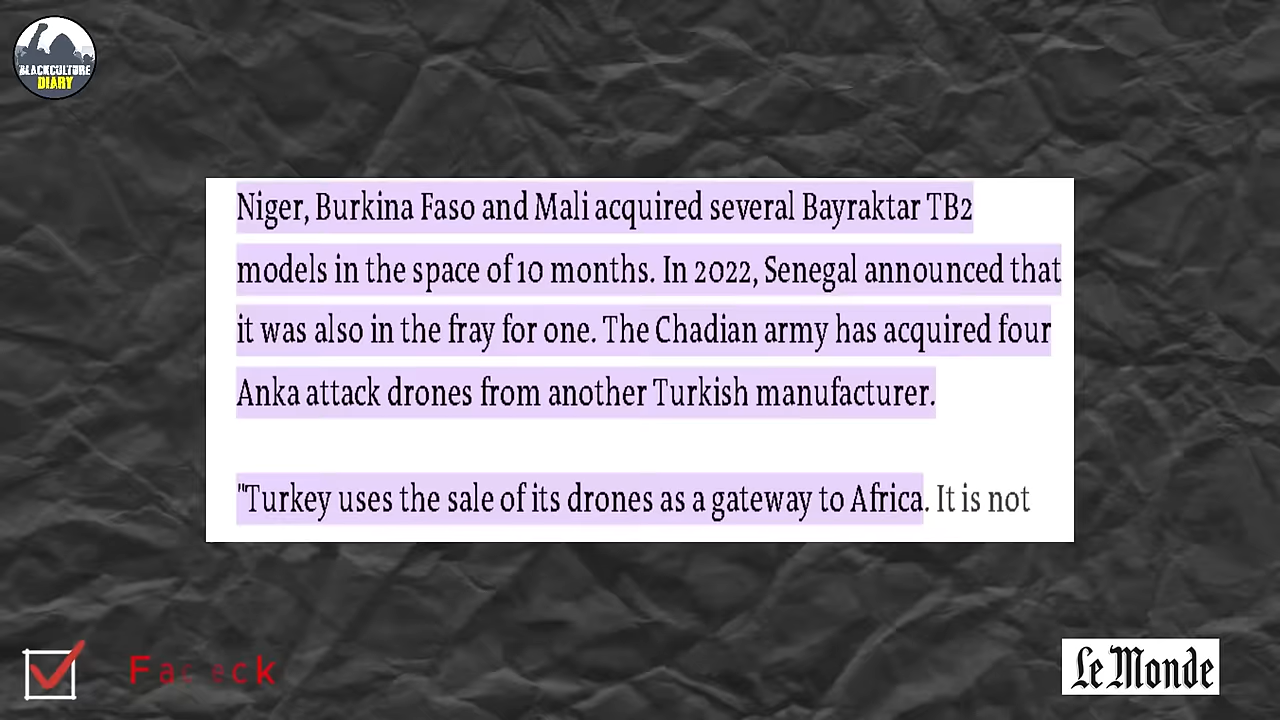 BLACKCULTURE
DIARY
Niger, Burkina Faso and Mali acquired several Bayraktar TB2
models in the space of 10 months. In 2022, Senegal announced that
it was also in the fray for one. The Chadian army has acquired four
Anka attack drones from another Turkish manufacturer.
"Turkey uses the sale of its drones as a gateway to Africa. It is not
Le Monde